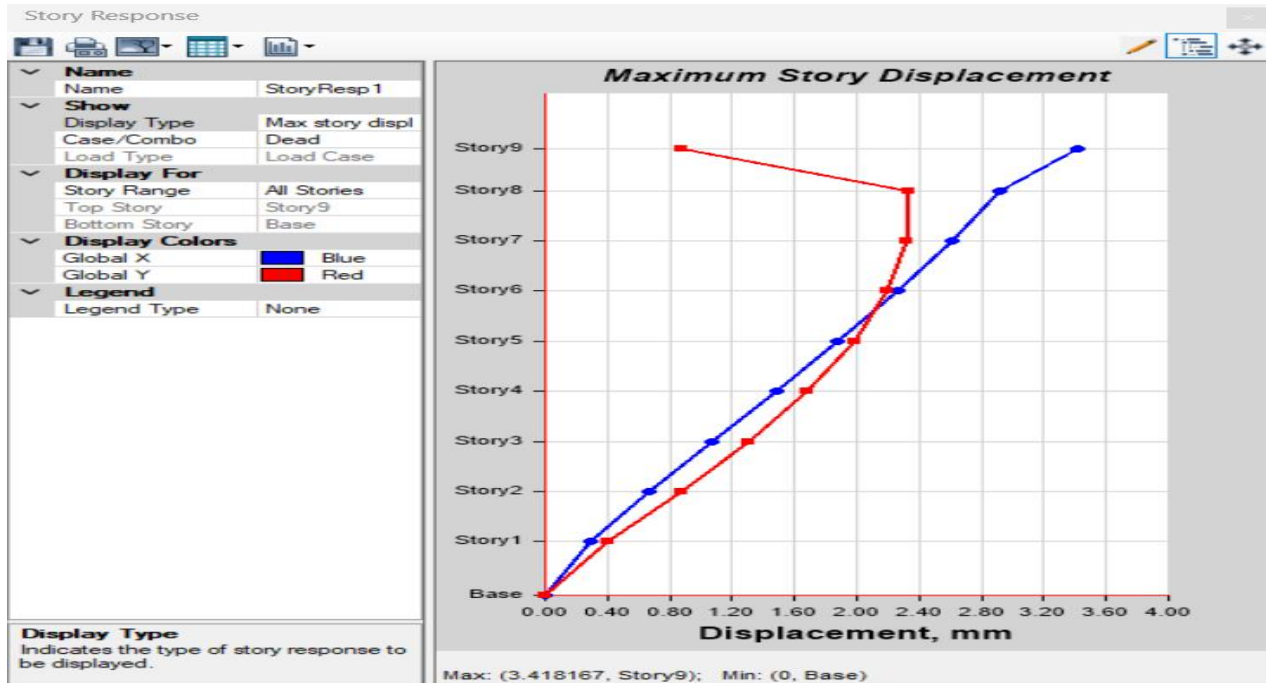 Story Response
Name
Name StoryResp1
Show
Display Type Max story displ
Case/Combo Dead
Load Type Load Case
Display For
Story Range All Stories
Top Story Story9
Bottom Story Base
Display Colors
Global X Blue
Global Y Red
Legend
Legend Type None
Display Type
Indicates the type of story response to
be displayed.
Maximum Story Displacement
Story9
Story8
Story7
Story6
Story5
Story4
Story3
Story2
Story1
Base
0.00 0.40 0.80 1.20 1.60 2.00 2.40 2.80 3.20 3.60 4.00
Displacement, mm
Max: (3.418167, Story9); Min: (0, Base)